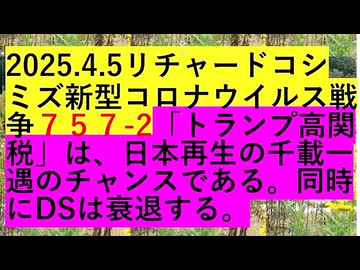 2025.4.5リチャードコシ
ミズ新型コロナウイルス戦
争７５７-2「トランプ高関
税」は、日本再生の千載一
遇のチャンスである。同時
にDSは衰退する。